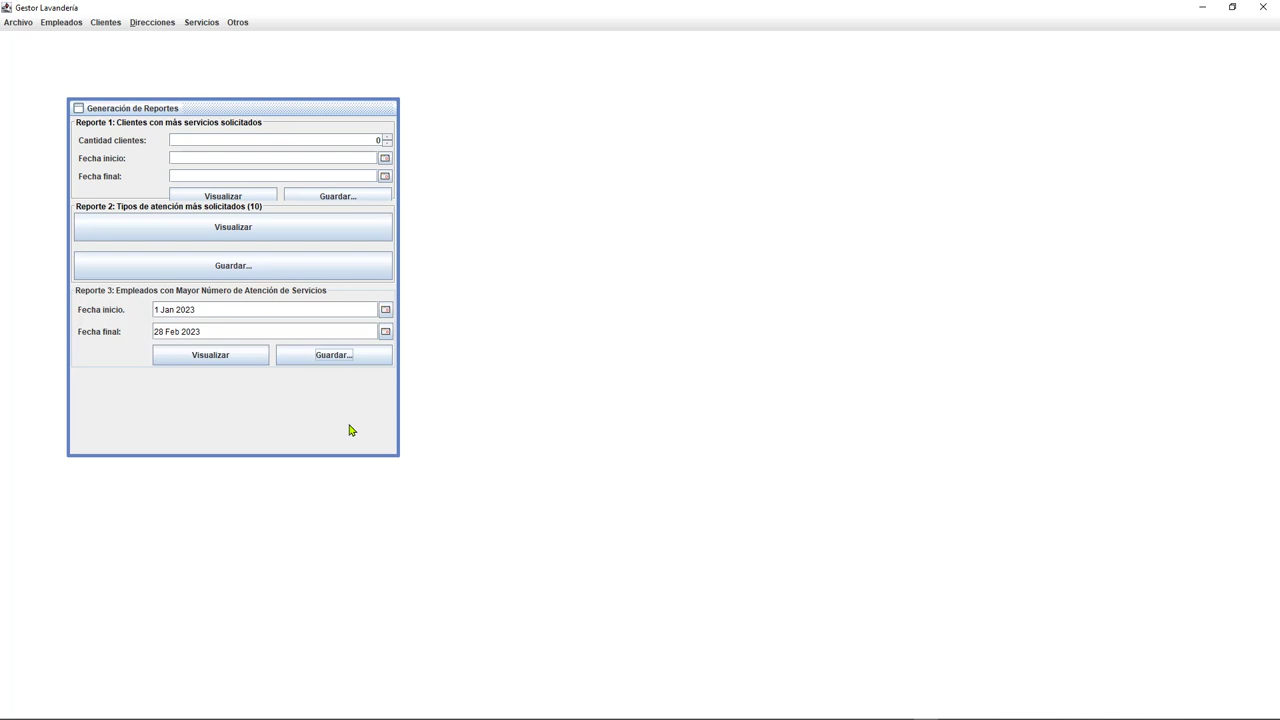 Gestor Lavandería
Archivo Empleados Clientes Direcciones Servicios Otros
Generación de Reportes
Reporte 1: Clientes con más servicios solicitados
Cantidad clientes: 0
Fecha inicio:
Fecha final:
Visualizar Guardar...
Reporte 2: Tipos de atención más solicitados (10)
Visualizar
Guardar...
Reporte 3: Empleados con Mayor Número de Atención de Servicios
Fecha inicio. 1 Jan 2023
Fecha final: 28 Feb 2023
Visualizar Guardar...